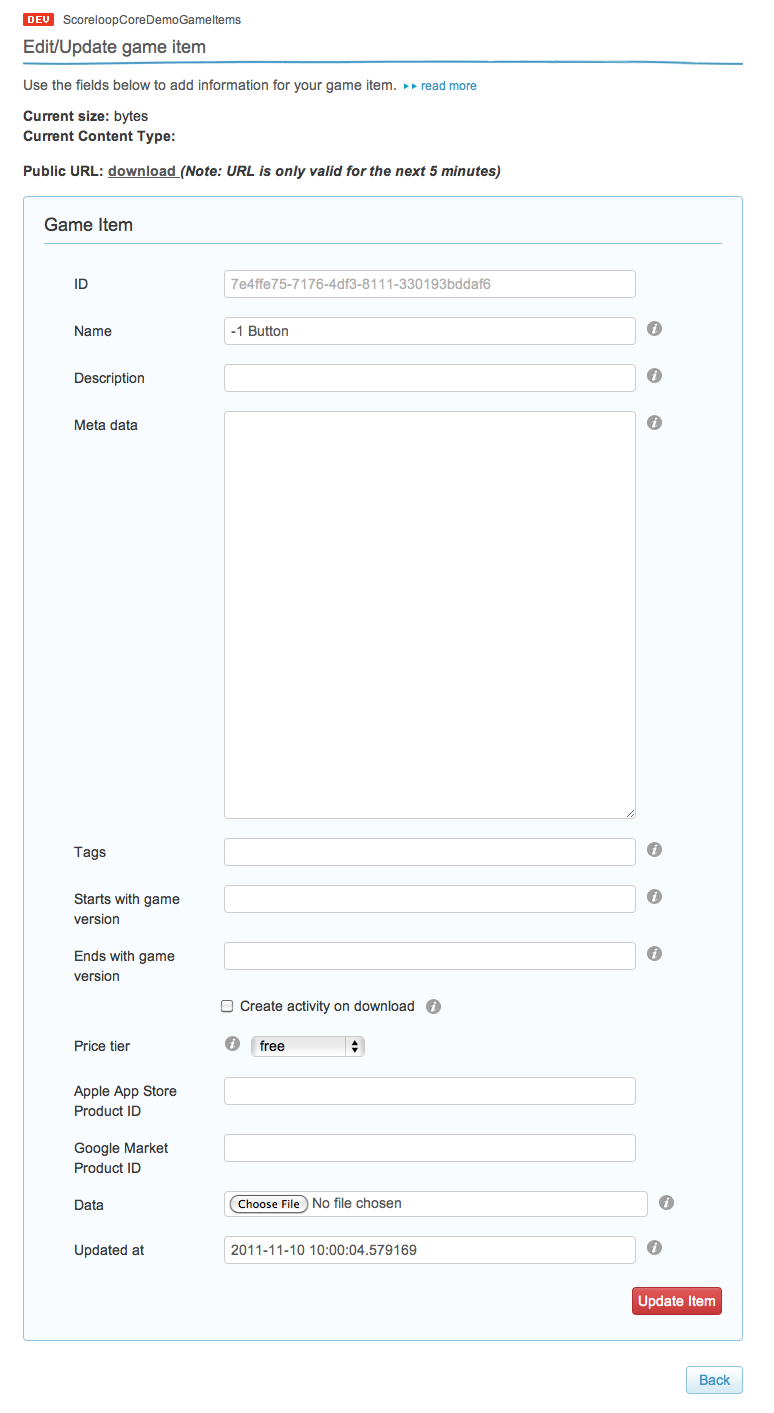 DEV ScoreloopCoreDemoGameItems
Edit/Update game item
Use the fields below to add information for your game item. read more
Current size: bytes
Current Content Type:
Public URL: download (Note: URL is only valid for the next 5 minutes)
Game Item
ID 7e4ffe75-7176-4df3-8111-330193bddaf6
Name -1 Button
Description
Meta data
Tags
Starts with game
version
Ends with game
version
Create activity on download
Price tier free
Apple App Store
Product ID
Google Market
Product ID
Data Choose File No file chosen
Updated at 2011-11-10 10:00:04.579169
Update Item
Back